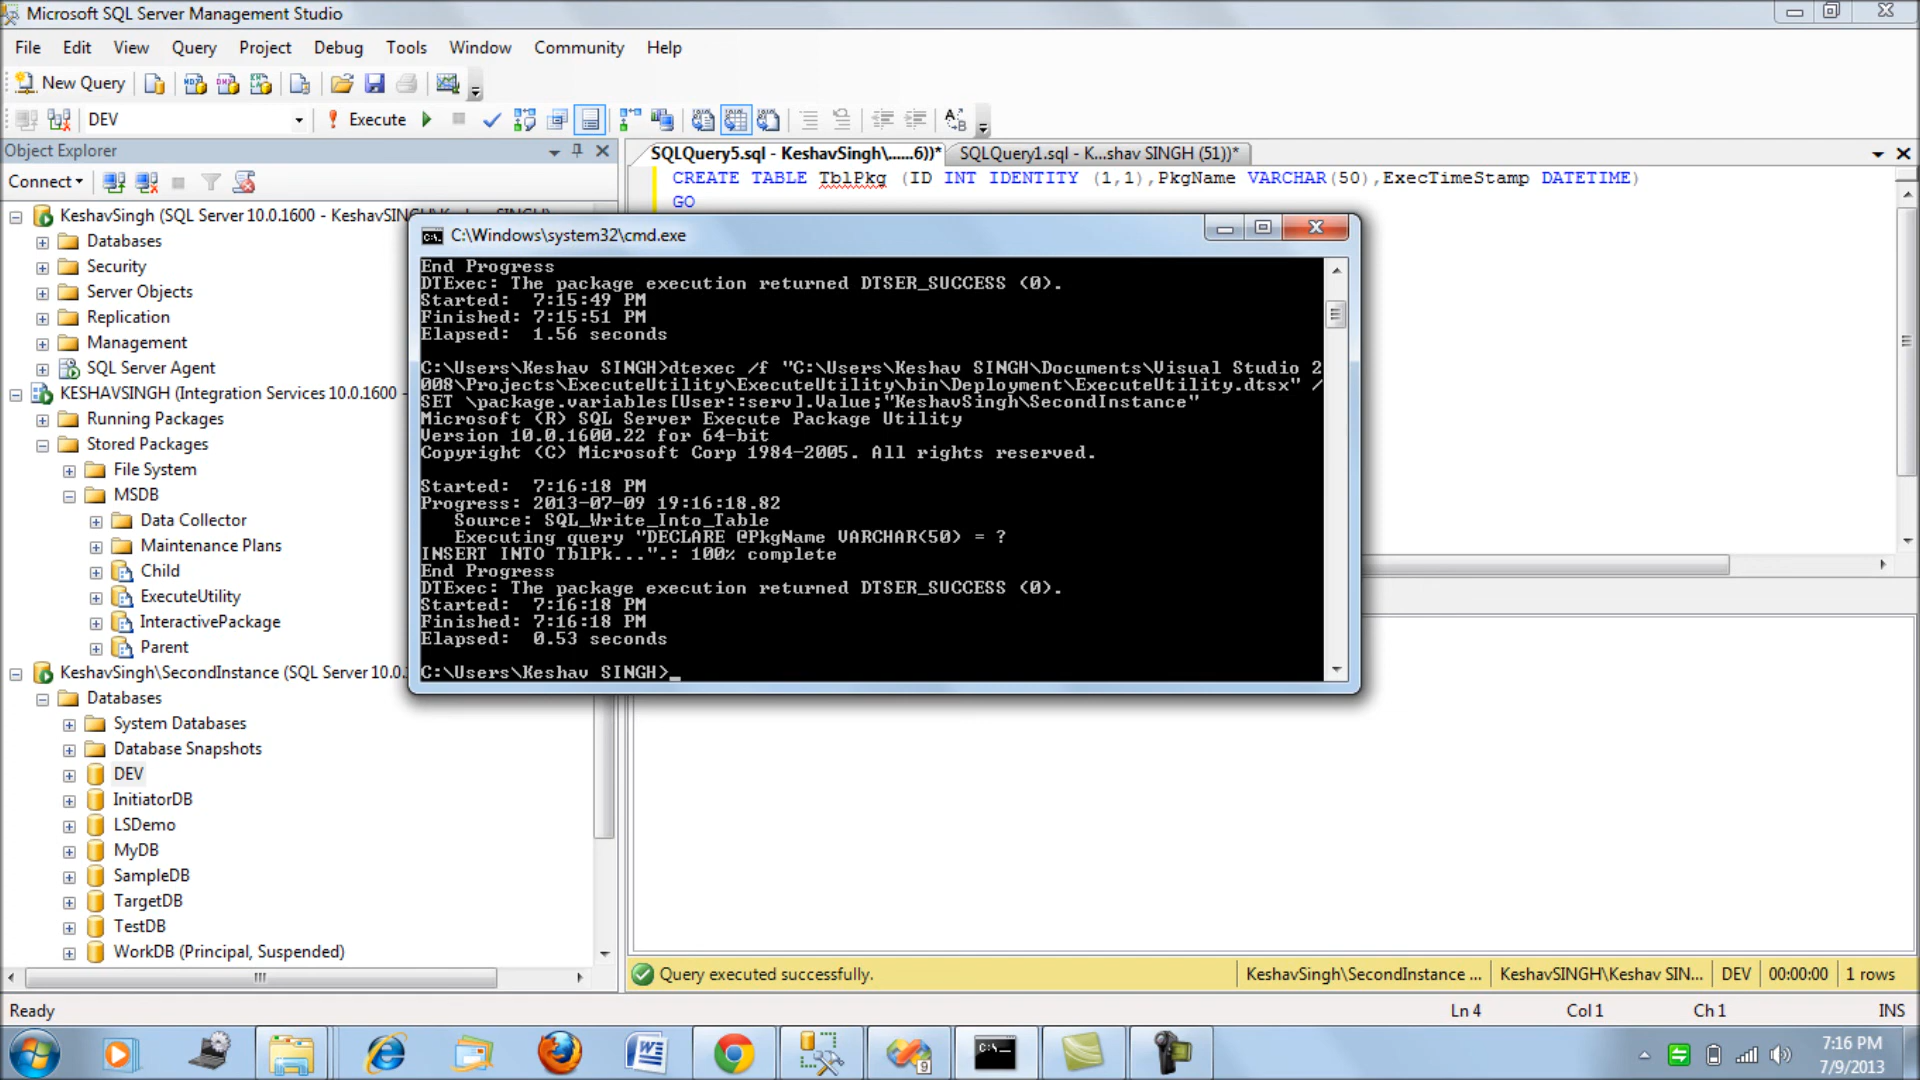 Microsoft SQL Server Management Studio
File Edit View Query Project Debug Tools Window Community Help
New Query
DEV Execute
Object Explorer
Connect
KeshavSingh (SQL Server 10.0.1600 - KeshavSINGH\Keshav SINGH)
Databases
Security
Server Objects
Replication
Management
SQL Server Agent
KESHAVSINGH (Integration Services 10.0.1600 -
Running Packages
Stored Packages
File System
MSDB
Data Collector
Maintenance Plans
Child
ExecuteUtility
InteractivePackage
Parent
KeshavSingh\SecondInstance (SQL Server 10.0.
Databases
System Databases
Database Snapshots
DEV
InitiatorDB
LSDemo
MyDB
SampleDB
TargetDB
TestDB
WorkDB (Principal, Suspended)
SQLQuery5.sql - KeshavSingh\......6))* SQLQuery1.sql - K...shav SINGH (51))*
CREATE TABLE TblPkg (ID INT IDENTITY (1,1),PkgName VARCHAR(50),ExecTimeStamp DATETIME)
GO
C:\Windows\system32\cmd.exe
End Progress
DTExec: The package execution returned DTSER_SUCCESS (0).
Started:  7:15:49 PM
Finished: 7:15:51 PM
Elapsed:  1.56 seconds
C:\Users\Keshav SINGH>dtexec /f "C:\Users\Keshav SINGH\Documents\Visual Studio 2
008\Projects\ExecuteUtility\ExecuteUtility\bin\Deployment\ExecuteUtility.dtsx" /
SET \package.variables[User::serv].Value;"KeshavSingh\SecondInstance"
Microsoft (R) SQL Server Execute Package Utility
Version 10.0.1600.22 for 64-bit
Copyright (C) Microsoft Corp 1984-2005. All rights reserved.
Started:  7:16:18 PM
Progress: 2013-07-09 19:16:18.82
Source: SQL_Write_Into_Table
Executing query "DECLARE @PkgName VARCHAR(50) = ?
INSERT INTO TblPk...".: 100% complete
End Progress
DTExec: The package execution returned DTSER_SUCCESS (0).
Started:  7:16:18 PM
Finished: 7:16:18 PM
Elapsed:  0.53 seconds
C:\Users\Keshav SINGH>_
Query executed successfully. KeshavSingh\SecondInstance ... KeshavSINGH\Keshav SIN... DEV 00:00:00 1 rows
Ready Ln 4 Col 1 Ch 1 INS
7:16 PM
7/9/2013